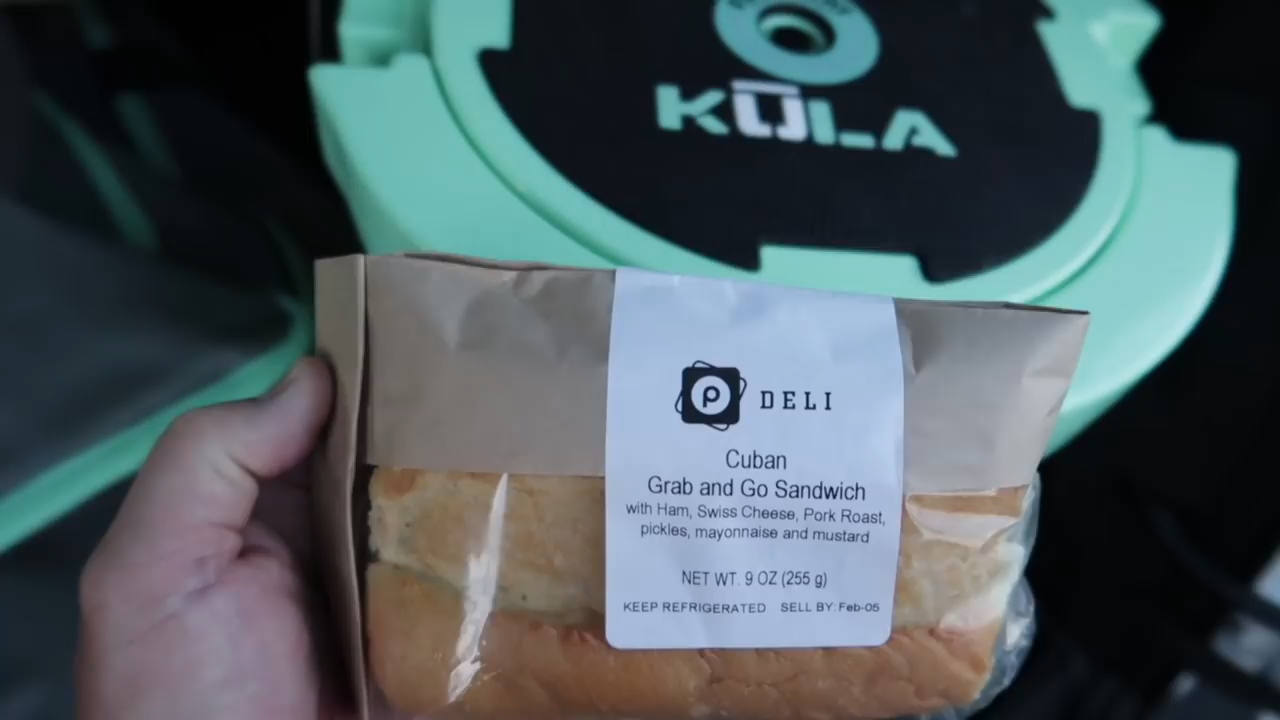 KŪLA
P DELI
Cuban
Grab and Go Sandwich
with Ham, Swiss Cheese, Pork Roast,
pickles, mayonnaise and mustard
NET WT. 9 OZ (255 g)
KEEP REFRIGERATED SELL BY: Feb-05